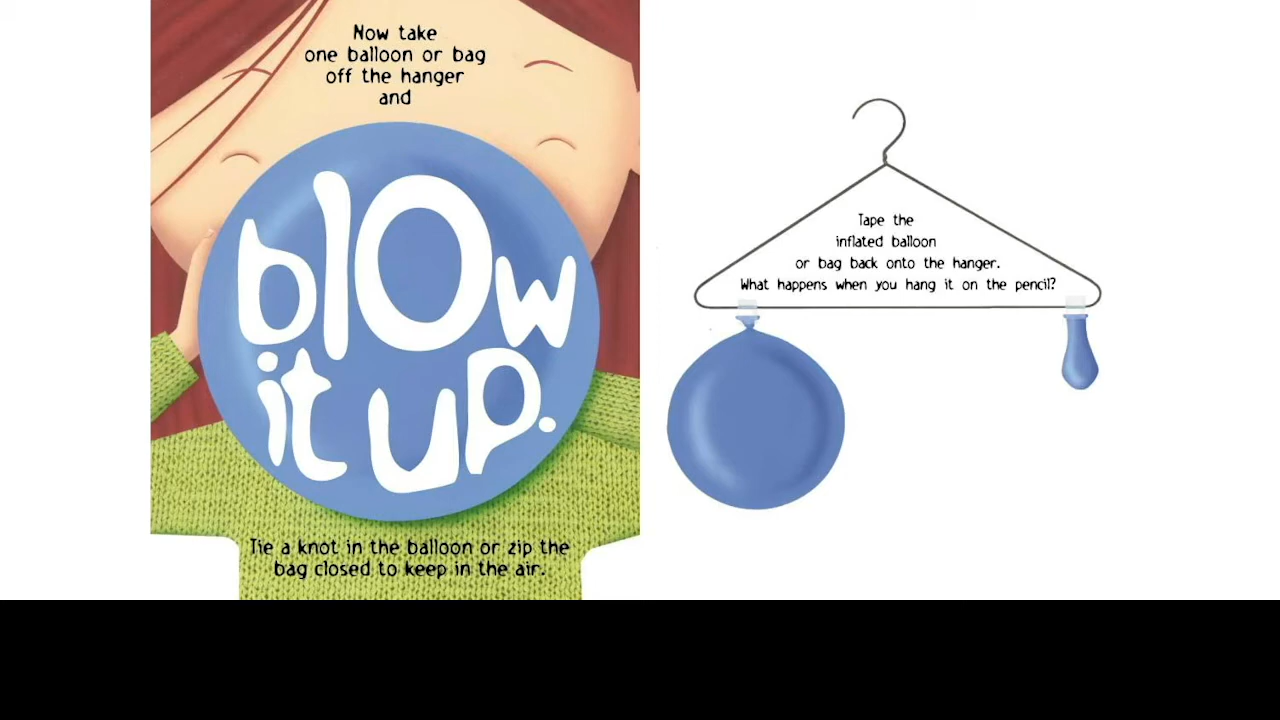 Now take
one balloon or bag
off the hanger
and
blow
it up.
Tie a knot in the balloon or zip the
bag closed to keep in the air.
Tape the
inflated balloon
or bag back onto the hanger.
What happens when you hang it on the pencil?